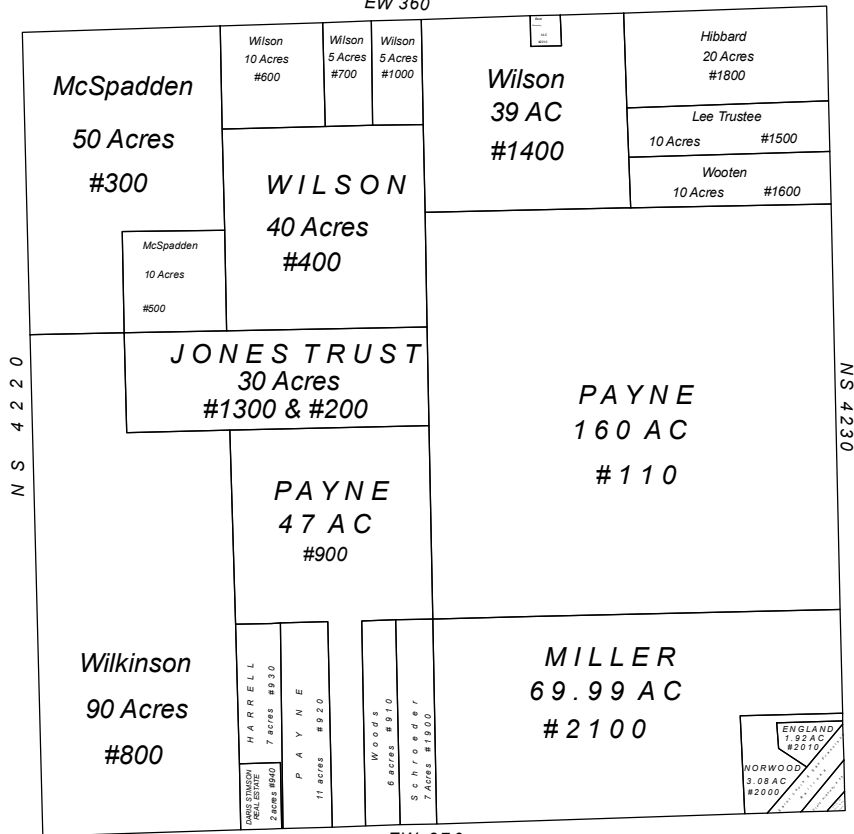 EW 360
McSpadden
50 Acres
#300
Wilson
10 Acres
#600
Wilson
5 Acres
#700
Wilson
5 Acres
#1000
Wilson
39 AC
#1400
Hibbard
20 Acres
#1800
Lee Trustee
10 Acres #1500
Wooten
10 Acres #1600
WILSON
40 Acres
#400
McSpadden
10 Acres
#500
NS 4220
JONES TRUST
30 Acres
#1300 & #200
PAYNE
160 AC
#110
NS 4230
PAYNE
47 AC
#900
Wilkinson
90 Acres
#800
HARRELL
7 acres #930
DARIS STIMSON
REAL ESTATE
2 acres #940
PAYNE
11 acres #920
Woods
6 acres #910
Schroeder
7 Acres #1900
MILLER
69.99 AC
#2100
ENGLAND
1.92 AC
#2010
NORWOOD
3.08 AC
#2000